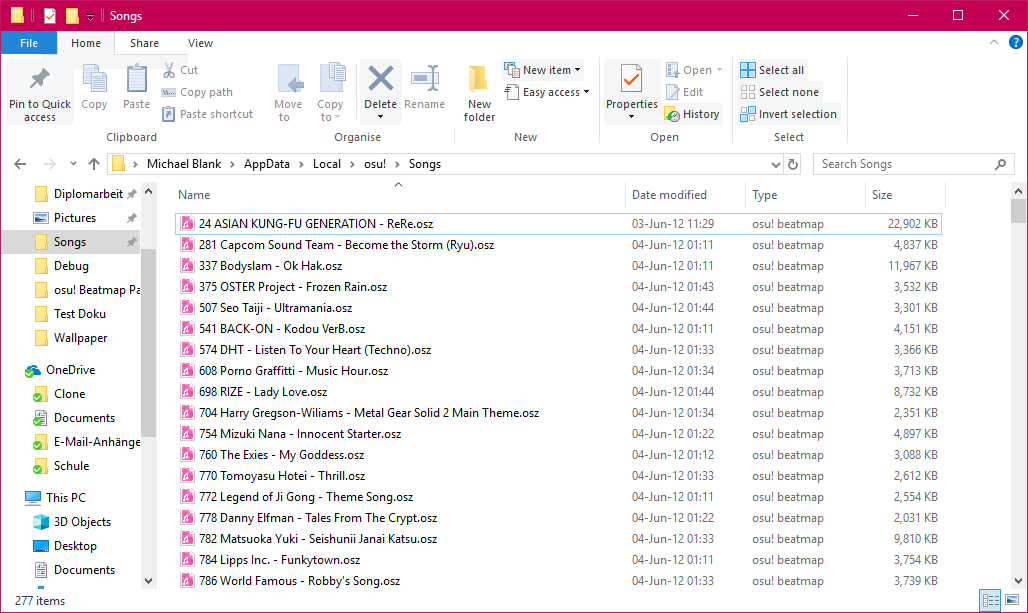 Songs
File Home Share View
Pin to Quick access
Copy
Paste
Cut
Copy path
Paste shortcut
Clipboard
Move to
Copy to
Delete
Rename
Organise
New folder
New item
Easy access
New
Properties
Open
Edit
History
Open
Select all
Select none
Invert selection
Select
Michael Blank > AppData > Local > osu! > Songs
Search Songs
Diplomarbeit
Pictures
Songs
Debug
osu! Beatmap Pa
Test Doku
Wallpaper
OneDrive
Clone
Documents
E-Mail-Anhänge
Schule
This PC
3D Objects
Desktop
Documents
Name Date modified Type Size
24 ASIAN KUNG-FU GENERATION - ReRe.osz 03-Jun-12 11:29 osu! beatmap 22,902 KB
281 Capcom Sound Team - Become the Storm (Ryu).osz 04-Jun-12 01:11 osu! beatmap 4,837 KB
337 Bodyslam - Ok Hak.osz 04-Jun-12 01:11 osu! beatmap 11,967 KB
375 OSTER Project - Frozen Rain.osz 04-Jun-12 01:43 osu! beatmap 3,532 KB
507 Seo Taiji - Ultramania.osz 04-Jun-12 01:44 osu! beatmap 3,301 KB
541 BACK-ON - Kodou VerB.osz 04-Jun-12 01:11 osu! beatmap 4,151 KB
574 DHT - Listen To Your Heart (Techno).osz 04-Jun-12 01:33 osu! beatmap 3,366 KB
608 Porno Graffitti - Music Hour.osz 04-Jun-12 01:34 osu! beatmap 3,713 KB
698 RIZE - Lady Love.osz 04-Jun-12 01:44 osu! beatmap 8,732 KB
704 Harry Gregson-Wiliams - Metal Gear Solid 2 Main Theme.osz 04-Jun-12 01:34 osu! beatmap 2,351 KB
754 Mizuki Nana - Innocent Starter.osz 04-Jun-12 01:22 osu! beatmap 4,897 KB
760 The Exies - My Goddess.osz 04-Jun-12 01:12 osu! beatmap 3,088 KB
770 Tomoyasu Hotei - Thrill.osz 04-Jun-12 01:33 osu! beatmap 2,612 KB
772 Legend of Ji Gong - Theme Song.osz 04-Jun-12 01:11 osu! beatmap 2,554 KB
778 Danny Elfman - Tales From The Crypt.osz 04-Jun-12 01:22 osu! beatmap 2,031 KB
782 Matsuoka Yuki - Seishunii Janai Katsu.osz 04-Jun-12 01:33 osu! beatmap 9,810 KB
784 Lipps Inc. - Funkytown.osz 04-Jun-12 01:11 osu! beatmap 3,754 KB
786 World Famous - Robby's Song.osz 04-Jun-12 01:33 osu! beatmap 3,739 KB
277 items